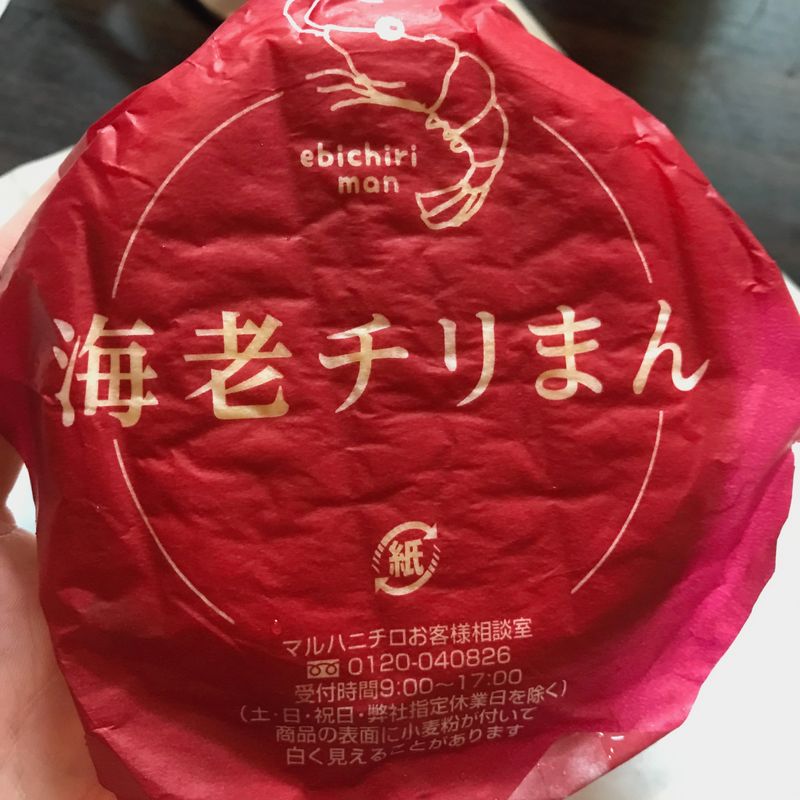 ebichiri
man
海老チリまん
紙
マルハニチロお客様相談室
0120-040826
受付時間9:00～17:00
(土・日・祝日・弊社指定休業日を除く)
商品の表面に小麦粉が付いて
白く見えることがあります